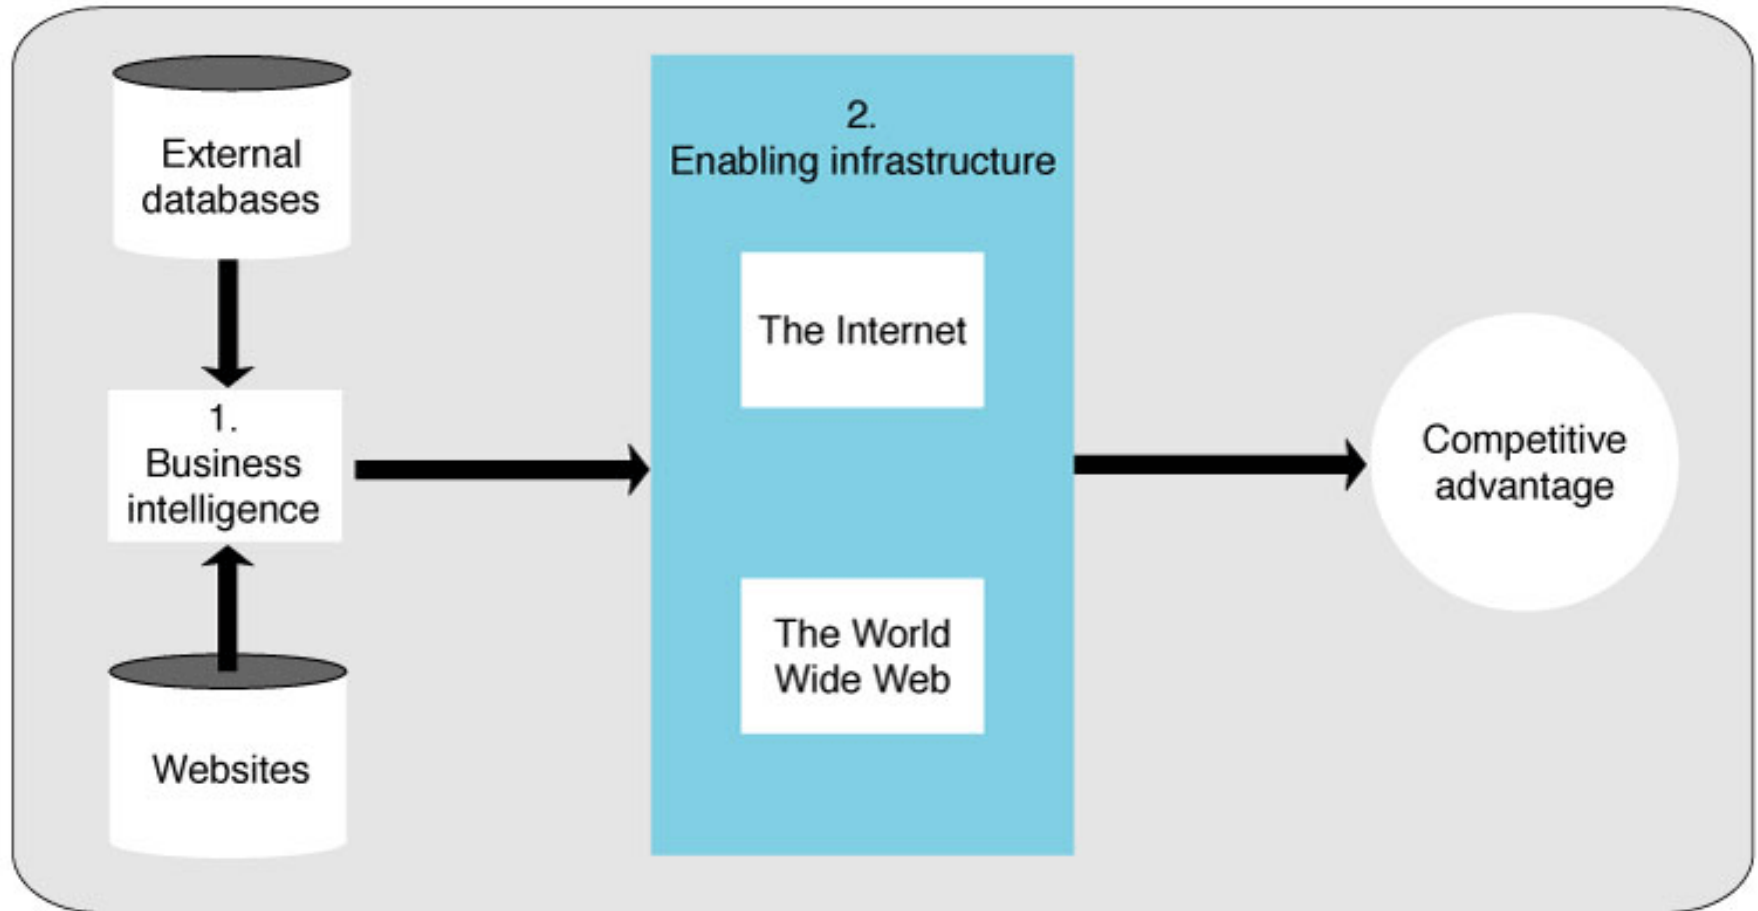 External
databases
1.
Business
intelligence
Websites
2.
Enabling infrastructure
The Internet
The World
Wide Web
Competitive
advantage